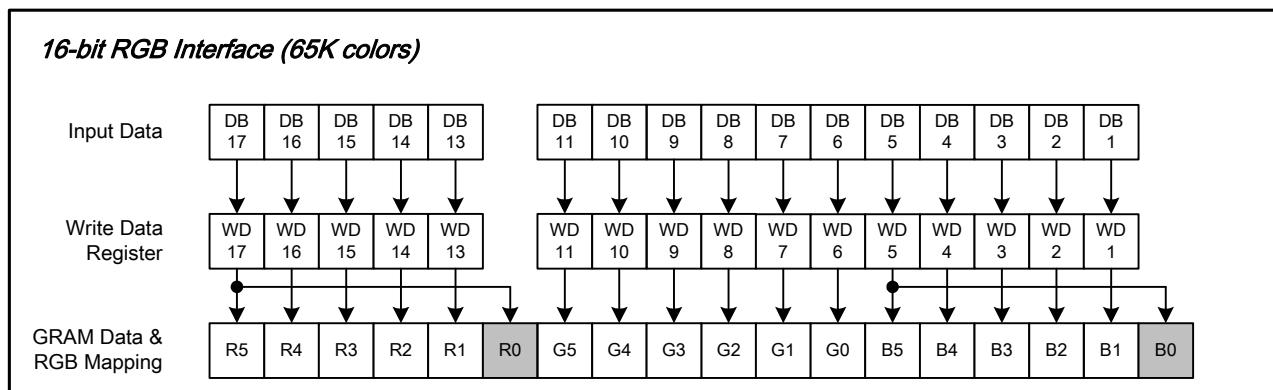 16-bit RGB Interface (65K colors)
Input Data DB 17 DB 16 DB 15 DB 14 DB 13 DB 11 DB 10 DB 9 DB 8 DB 7 DB 6 DB 5 DB 4 DB 3 DB 2 DB 1
Write Data Register WD 17 WD 16 WD 15 WD 14 WD 13 WD 11 WD 10 WD 9 WD 8 WD 7 WD 6 WD 5 WD 4 WD 3 WD 2 WD 1
GRAM Data & RGB Mapping R5 R4 R3 R2 R1 R0 G5 G4 G3 G2 G1 G0 B5 B4 B3 B2 B1 B0